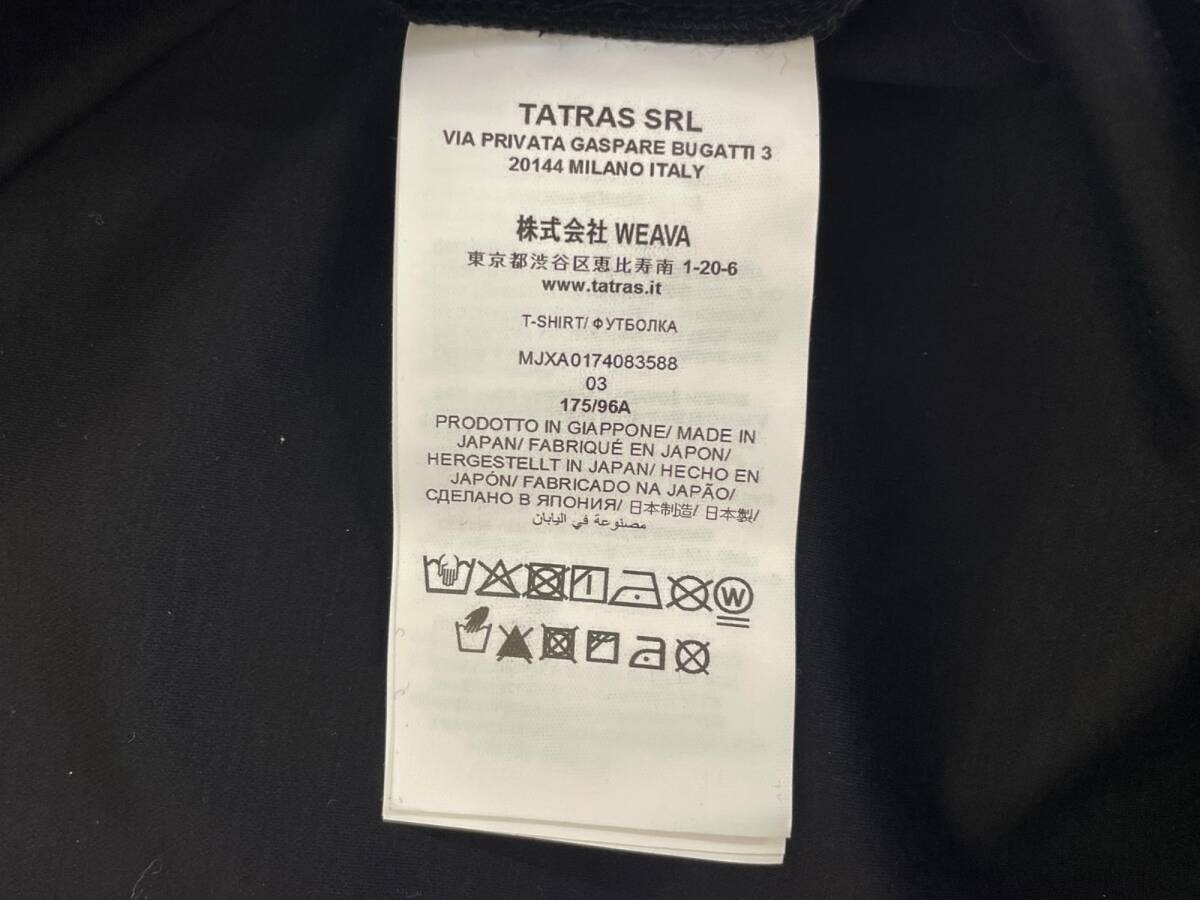 TATRAS SRL
VIA PRIVATA GASPARE BUGATTI 3
20144 MILANO ITALY
株式会社 WEAVA
東京都渋谷区恵比寿南 1-20-6
www.tatras.it
T-SHIRT/ ФУТБОЛКА
MJXA0174083588
03
175/96A
PRODOTTO IN GIAPPONE/ MADE IN
JAPAN/ FABRIQUÉ EN JAPON/
HERGESTELLT IN JAPAN/ HECHO EN
JAPÓN/ FABRICADO NA JAPÃO/
СДЕЛАНО В ЯПОНИЯ/ 日本制造/ 日本製/
مصنوعة في اليابان
W